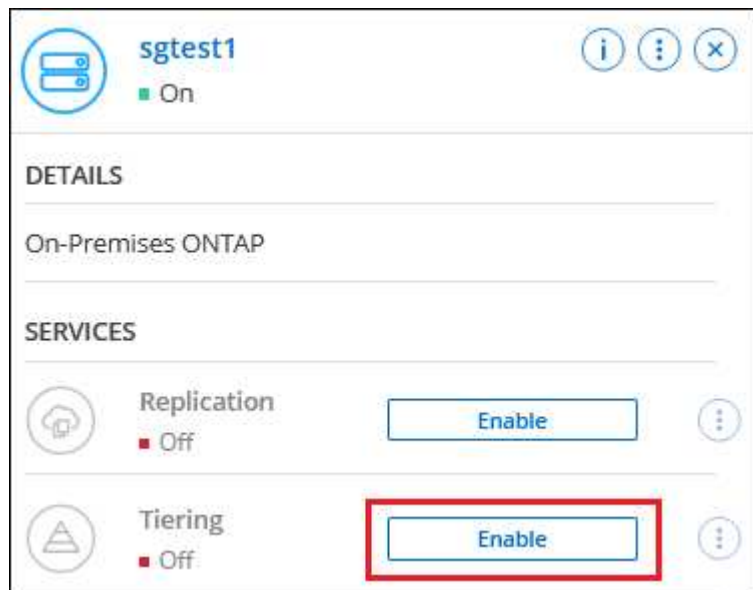 sgtest1
On
DETAILS
On-Premises ONTAP
SERVICES
Replication
Enable
Off
Tiering
Enable
Off